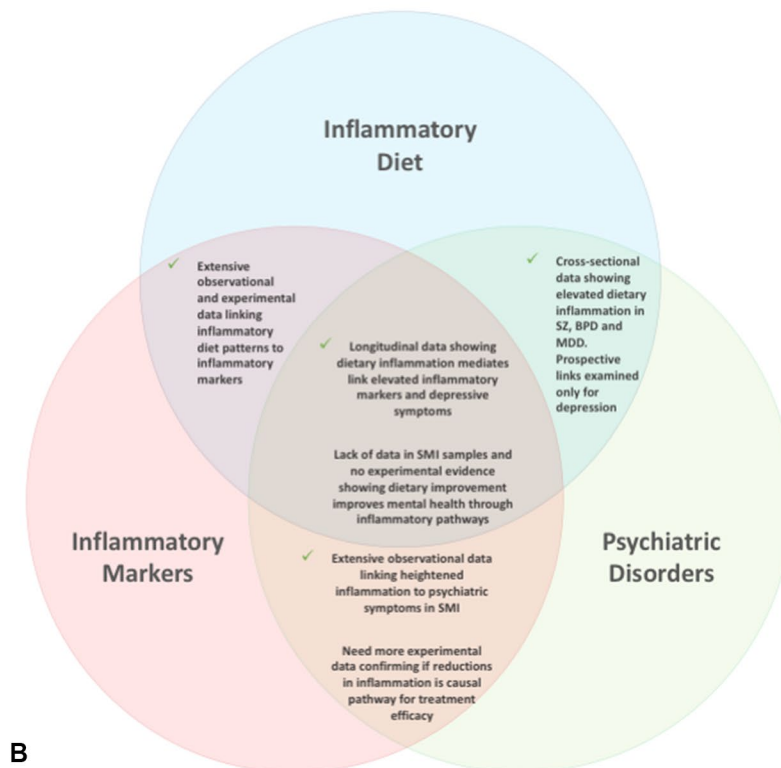 Inflammatory
Diet
Extensive
observational
and experimental
data linking
inflammatory
diet patterns to
inflammatory
markers
Cross-sectional
data showing
elevated dietary
inflammation in
SZ, BPD and
MDD.
Prospective
links examined
only for
depression
Longitudinal data showing
dietary inflammation mediates
link elevated inflammatory
markers and depressive
symptoms
Lack of data in SMI samples and
no experimental evidence
showing dietary improvement
improves mental health through
inflammatory pathways
Inflammatory
Markers
Psychiatric
Disorders
Extensive observational data
linking heightened
inflammation to psychiatric
symptoms in SMI
Need more experimental
data confirming if reductions
in inflammation is causal
pathway for treatment
efficacy
B